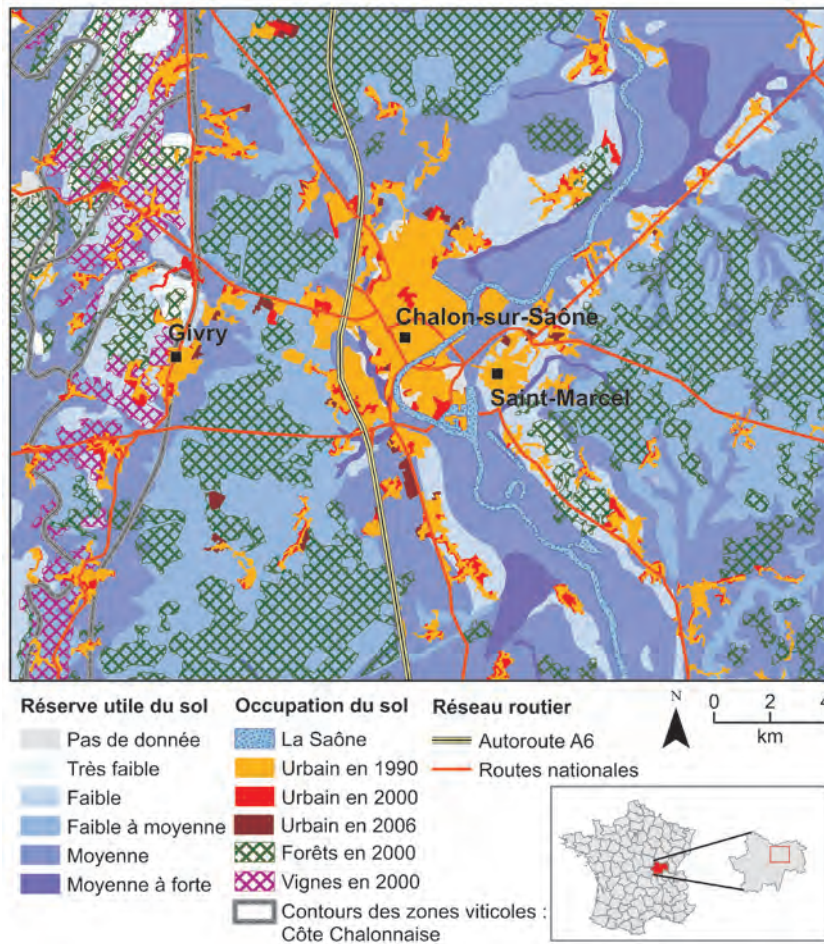 Givry
Chalon-sur-Saône
Saint-Marcel
Réserve utile du sol
Pas de donnée
Très faible
Faible
Faible à moyenne
Moyenne
Moyenne à forte
Occupation du sol
La Saône
Urbain en 1990
Urbain en 2000
Urbain en 2006
Forêts en 2000
Vignes en 2000
Contours des zones viticoles :
Côte Chalonnaise
Réseau routier
Autoroute A6
Routes nationales
N
0 2 4
km